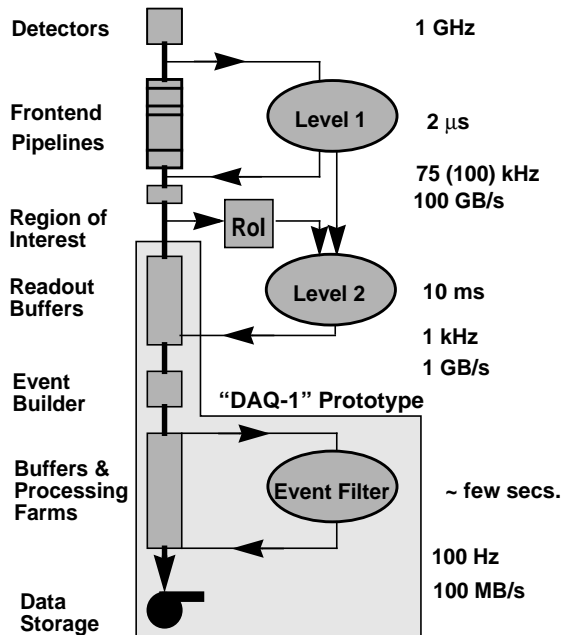 Detectors
1 GHz
Frontend
Pipelines
Level 1
2 μs
75 (100) kHz
100 GB/s
Region of
Interest
RoI
Readout
Buffers
Level 2
10 ms
1 kHz
1 GB/s
Event
Builder
“DAQ-1” Prototype
Buffers &
Processing
Farms
Event Filter
~ few secs.
100 Hz
100 MB/s
Data
Storage